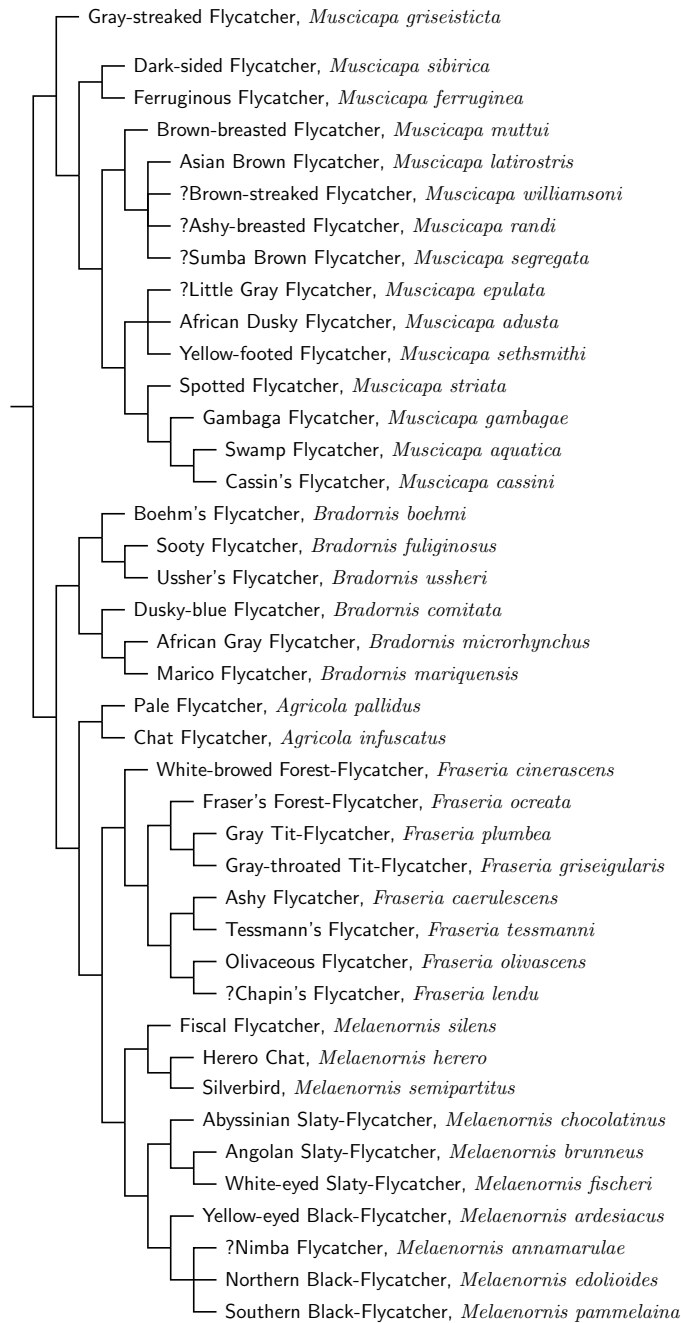 Gray-streaked Flycatcher, Muscicapa griseisticta
Dark-sided Flycatcher, Muscicapa sibirica
Ferruginous Flycatcher, Muscicapa ferruginea
Brown-breasted Flycatcher, Muscicapa muttui
Asian Brown Flycatcher, Muscicapa latirostris
?Brown-streaked Flycatcher, Muscicapa williamsoni
?Ashy-breasted Flycatcher, Muscicapa randi
?Sumba Brown Flycatcher, Muscicapa segregata
?Little Gray Flycatcher, Muscicapa epulata
African Dusky Flycatcher, Muscicapa adusta
Yellow-footed Flycatcher, Muscicapa sethsmithi
Spotted Flycatcher, Muscicapa striata
Gambaga Flycatcher, Muscicapa gambagae
Swamp Flycatcher, Muscicapa aquatica
Cassin's Flycatcher, Muscicapa cassini
Boehm's Flycatcher, Bradornis boehmi
Sooty Flycatcher, Bradornis fuliginosus
Ussher's Flycatcher, Bradornis ussheri
Dusky-blue Flycatcher, Bradornis comitata
African Gray Flycatcher, Bradornis microrhynchus
Marico Flycatcher, Bradornis mariquensis
Pale Flycatcher, Agricola pallidus
Chat Flycatcher, Agricola infuscatus
White-browed Forest-Flycatcher, Fraseria cinerascens
Fraser's Forest-Flycatcher, Fraseria ocreata
Gray Tit-Flycatcher, Fraseria plumbea
Gray-throated Tit-Flycatcher, Fraseria griseigularis
Ashy Flycatcher, Fraseria caerulescens
Tessmann's Flycatcher, Fraseria tessmanni
Olivaceous Flycatcher, Fraseria olivascens
?Chapin's Flycatcher, Fraseria lendu
Fiscal Flycatcher, Melaenornis silens
Herero Chat, Melaenornis herero
Silverbird, Melaenornis semipartitus
Abyssinian Slaty-Flycatcher, Melaenornis chocolatinus
Angolan Slaty-Flycatcher, Melaenornis brunneus
White-eyed Slaty-Flycatcher, Melaenornis fischeri
Yellow-eyed Black-Flycatcher, Melaenornis ardesiacus
?Nimba Flycatcher, Melaenornis annamarulae
Northern Black-Flycatcher, Melaenornis edolioides
Southern Black-Flycatcher, Melaenornis pammelaina